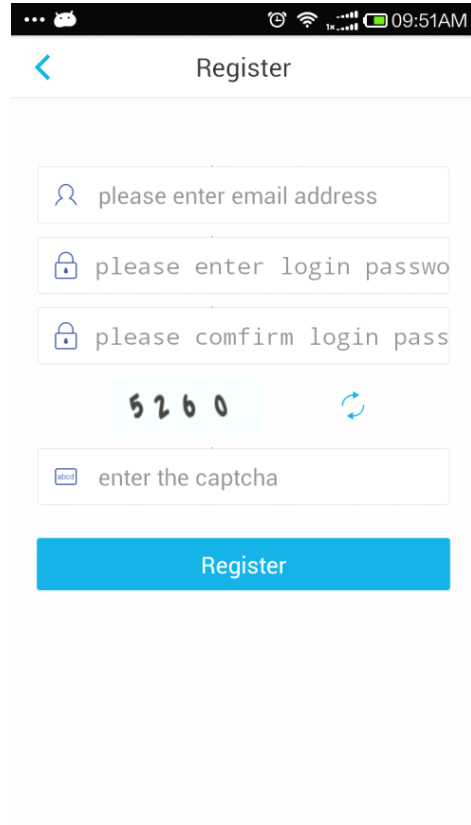 09:51AM
Register
please enter email address
please enter login passwo
please comfirm login pass
5260
abcd
enter the captcha
Register